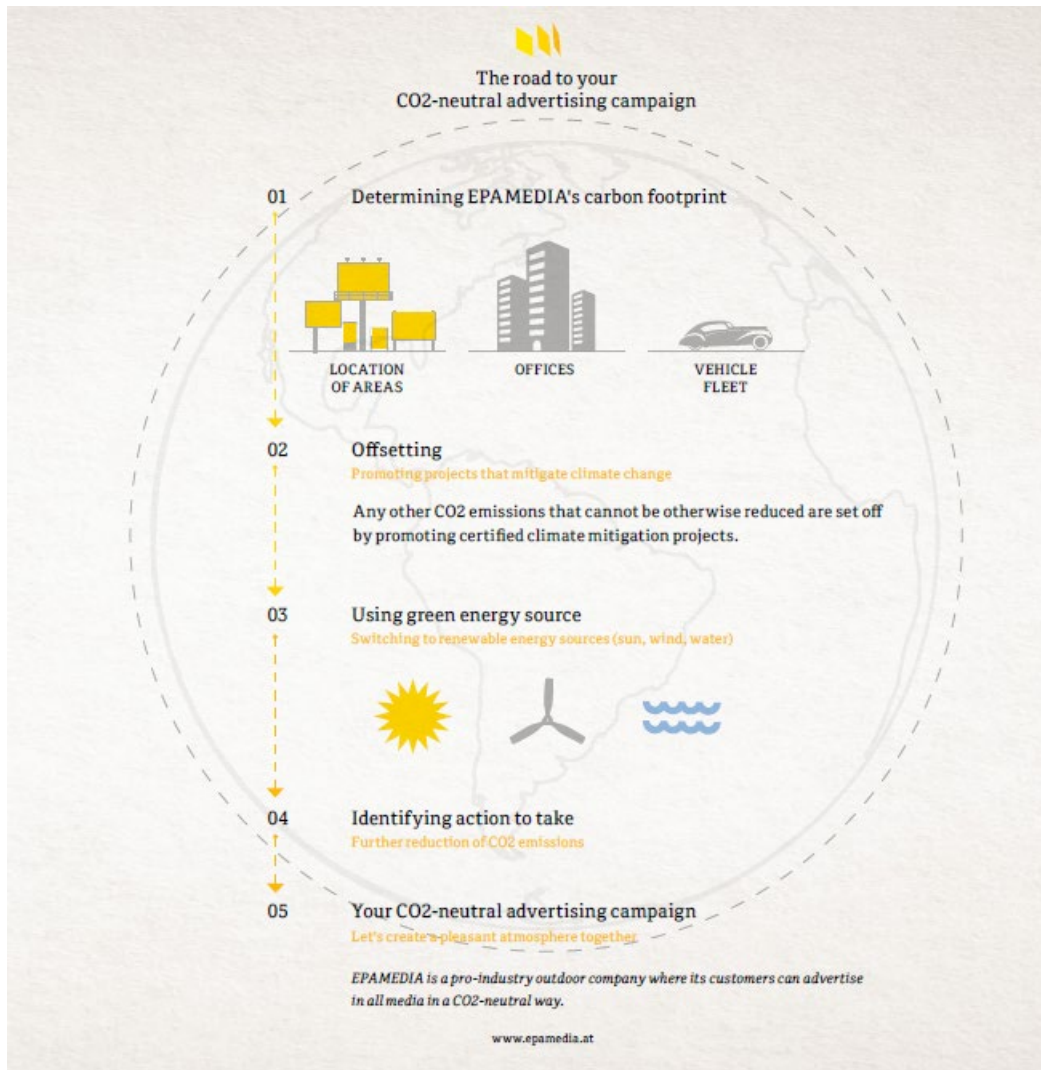 The road to your
CO2-neutral advertising campaign
01
Determining EPAMEDIA's carbon footprint
LOCATION
OF AREAS
OFFICES
VEHICLE
FLEET
02
Offsetting
Promoting projects that mitigate climate change
Any other CO2 emissions that cannot be otherwise reduced are set off
by promoting certified climate mitigation projects.
03
Using green energy source
Switching to renewable energy sources (sun, wind, water)
04
Identifying action to take
Further reduction of CO2 emissions
05
Your CO2-neutral advertising campaign
Let's create a pleasant atmosphere together
EPAMEDIA is a pro-industry outdoor company where its customers can advertise
in all media in a CO2-neutral way.
www.epamedia.at